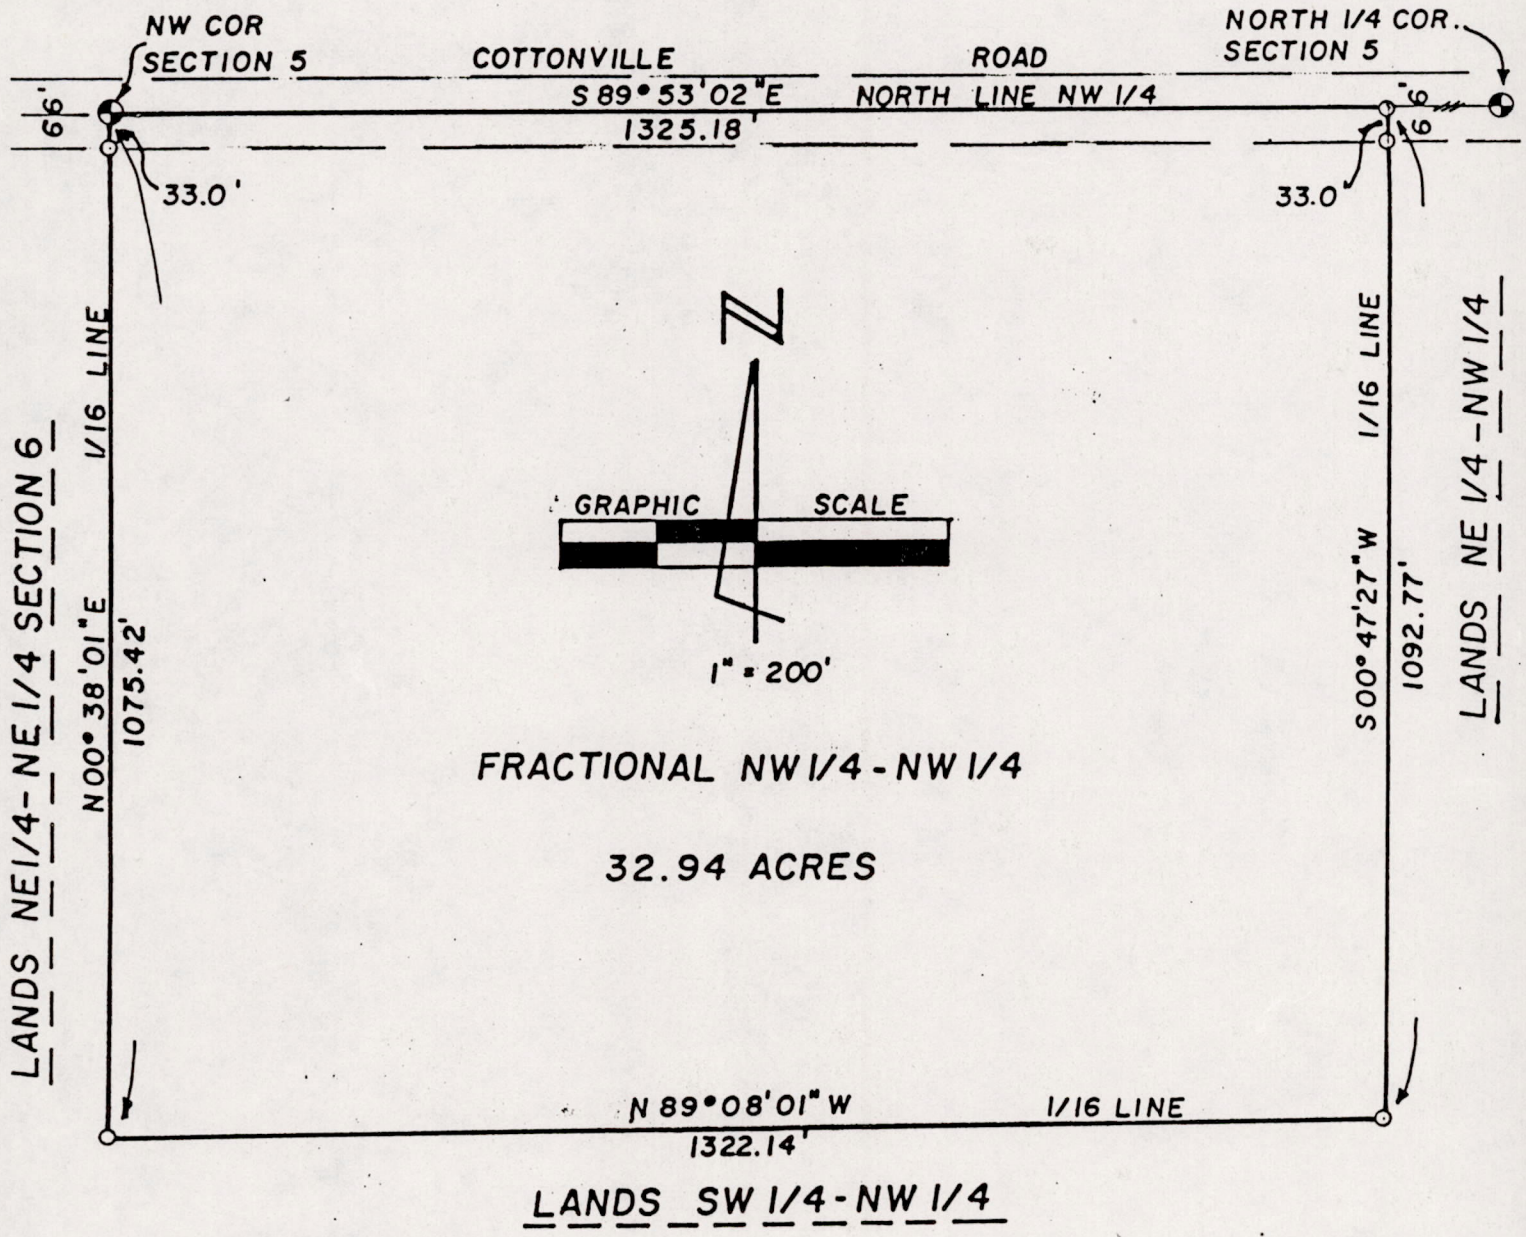 NW COR
SECTION 5
COTTONVILLE ROAD
NORTH 1/4 COR.
SECTION 5
S 89° 53' 02" E NORTH LINE NW 1/4
1325.18'
66'
66'
33.0'
33.0'
1/16 LINE
N00° 38' 01" E
1075.42'
LANDS NE 1/4 - NE 1/4 SECTION 6
N
GRAPHIC SCALE
1" = 200'
FRACTIONAL NW 1/4 - NW 1/4
32.94 ACRES
1/16 LINE
S00° 47' 27" W
1092.77'
LANDS NE 1/4 - NW 1/4
N 89° 08' 01" W 1/16 LINE
1322.14'
LANDS SW 1/4 - NW 1/4